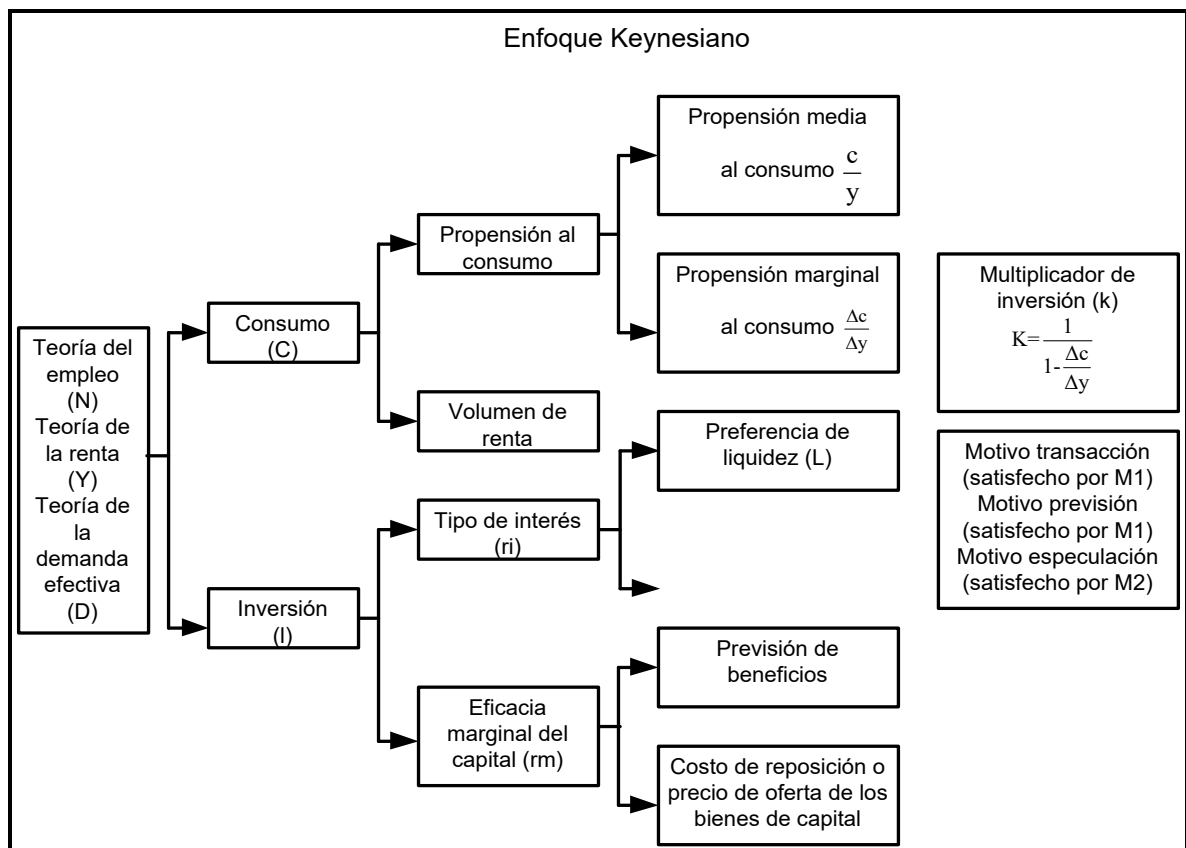 Enfoque Keynesiano
Teoría del
empleo
(N)
Teoría de
la renta
(Y)
Teoría de
la
demanda
efectiva
(D)
Consumo
(C)
Inversión
(I)
Propensión al
consumo
Volumen de
renta
Tipo de interés
(ri)
Eficacia
marginal del
capital (rm)
Propensión media
al consumo c/y
Propensión marginal
al consumo Δc/Δy
Preferencia de
liquidez (L)
Previsión de
beneficios
Costo de reposición o
precio de oferta de los
bienes de capital
Multiplicador de
inversión (k)
K=1/(1-Δc/Δy)
Motivo transacción
(satisfecho por M1)
Motivo previsión
(satisfecho por M1)
Motivo especulación
(satisfecho por M2)